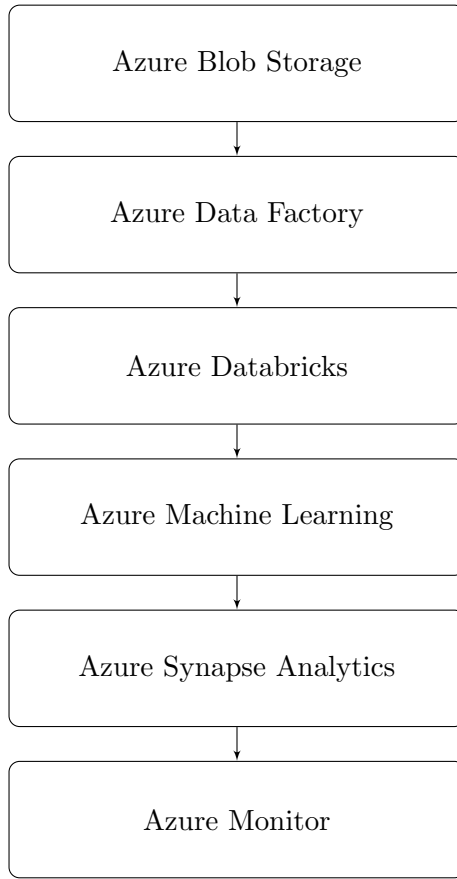 Azure Blob Storage
Azure Data Factory
Azure Databricks
Azure Machine Learning
Azure Synapse Analytics
Azure Monitor